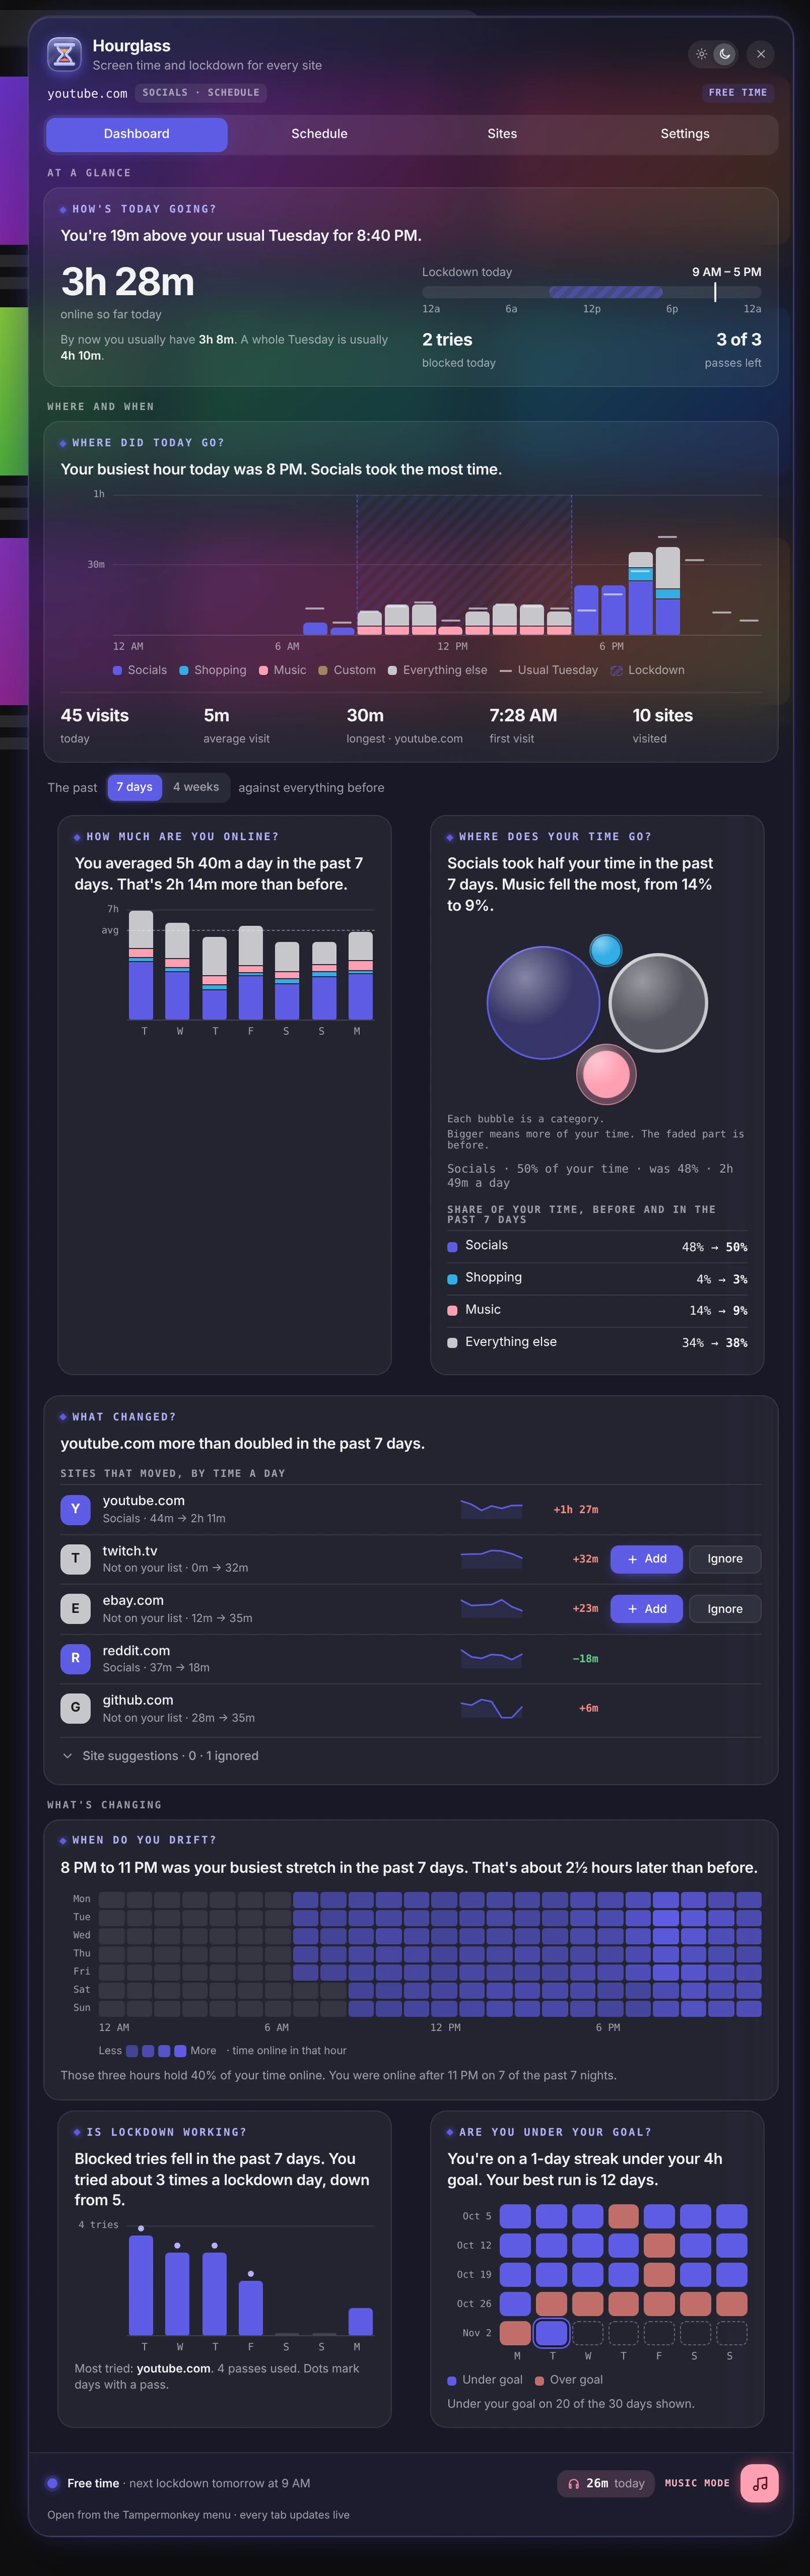 Hourglass
Screen time and lockdown for every site
youtube.com SOCIALS · SCHEDULE FREE TIME
Dashboard Schedule Sites Settings
AT A GLANCE
HOW'S TODAY GOING?
You're 19m above your usual Tuesday for 8:40 PM.
3h 28m
online so far today
By now you usually have 3h 8m. A whole Tuesday is usually
4h 10m.
Lockdown today 9 AM – 5 PM
12a 6a 12p 6p 12a
2 tries 3 of 3
blocked today passes left
WHERE AND WHEN
WHERE DID TODAY GO?
Your busiest hour today was 8 PM. Socials took the most time.
1h
30m
12 AM 6 AM 12 PM 6 PM
Socials Shopping Music Custom Everything else Usual Tuesday Lockdown
45 visits 5m 30m 7:28 AM 10 sites
today average visit longest · youtube.com first visit visited
The past 7 days 4 weeks against everything before
HOW MUCH ARE YOU ONLINE?
You averaged 5h 40m a day in the past 7
days. That's 2h 14m more than before.
7h
avg
T W T F S S M
WHERE DOES YOUR TIME GO?
Socials took half your time in the past
7 days. Music fell the most, from 14%
to 9%.
Each bubble is a category.
Bigger means more of your time. The faded part is
before.
Socials · 50% of your time · was 48% · 2h
49m a day
SHARE OF YOUR TIME, BEFORE AND IN THE
PAST 7 DAYS
Socials 48% → 50%
Shopping 4% → 3%
Music 14% → 9%
Everything else 34% → 38%
WHAT CHANGED?
youtube.com more than doubled in the past 7 days.
SITES THAT MOVED, BY TIME A DAY
Y youtube.com +1h 27m
Socials · 44m → 2h 11m
T twitch.tv +32m + Add Ignore
Not on your list · 0m → 32m
E ebay.com +23m + Add Ignore
Not on your list · 12m → 35m
R reddit.com −18m
Socials · 37m → 18m
G github.com +6m
Not on your list · 28m → 35m
Site suggestions · 0 · 1 ignored
WHAT'S CHANGING
WHEN DO YOU DRIFT?
8 PM to 11 PM was your busiest stretch in the past 7 days. That's about 2½ hours later than before.
Mon
Tue
Wed
Thu
Fri
Sat
Sun
12 AM 6 AM 12 PM 6 PM
Less More · time online in that hour
Those three hours hold 40% of your time online. You were online after 11 PM on 7 of the past 7 nights.
IS LOCKDOWN WORKING?
Blocked tries fell in the past 7 days. You
tried about 3 times a lockdown day, down
from 5.
4 tries
T W T F S S M
Most tried: youtube.com. 4 passes used. Dots mark
days with a pass.
ARE YOU UNDER YOUR GOAL?
You're on a 1-day streak under your 4h
goal. Your best run is 12 days.
Oct 5
Oct 12
Oct 19
Oct 26
Nov 2
M T W T F S S
Under goal Over goal
Under your goal on 20 of the 30 days shown.
Free time · next lockdown tomorrow at 9 AM 26m today MUSIC MODE
Open from the Tampermonkey menu · every tab updates live